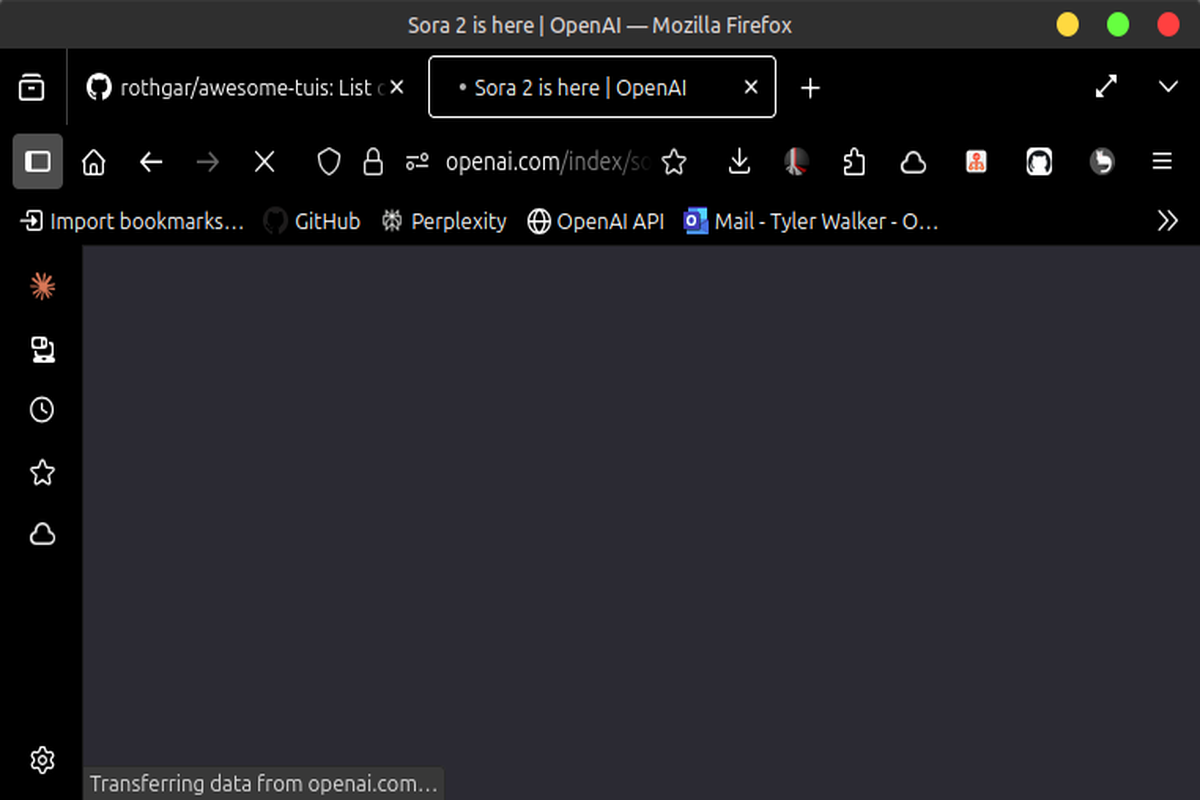 Sora 2 is here | OpenAI — Mozilla Firefox
rothgar/awesome-tuis: List
Sora 2 is here | OpenAI
openai.com/index/so
Import bookmarks... GitHub Perplexity OpenAI API Mail - Tyler Walker - O...
Transferring data from openai.com...